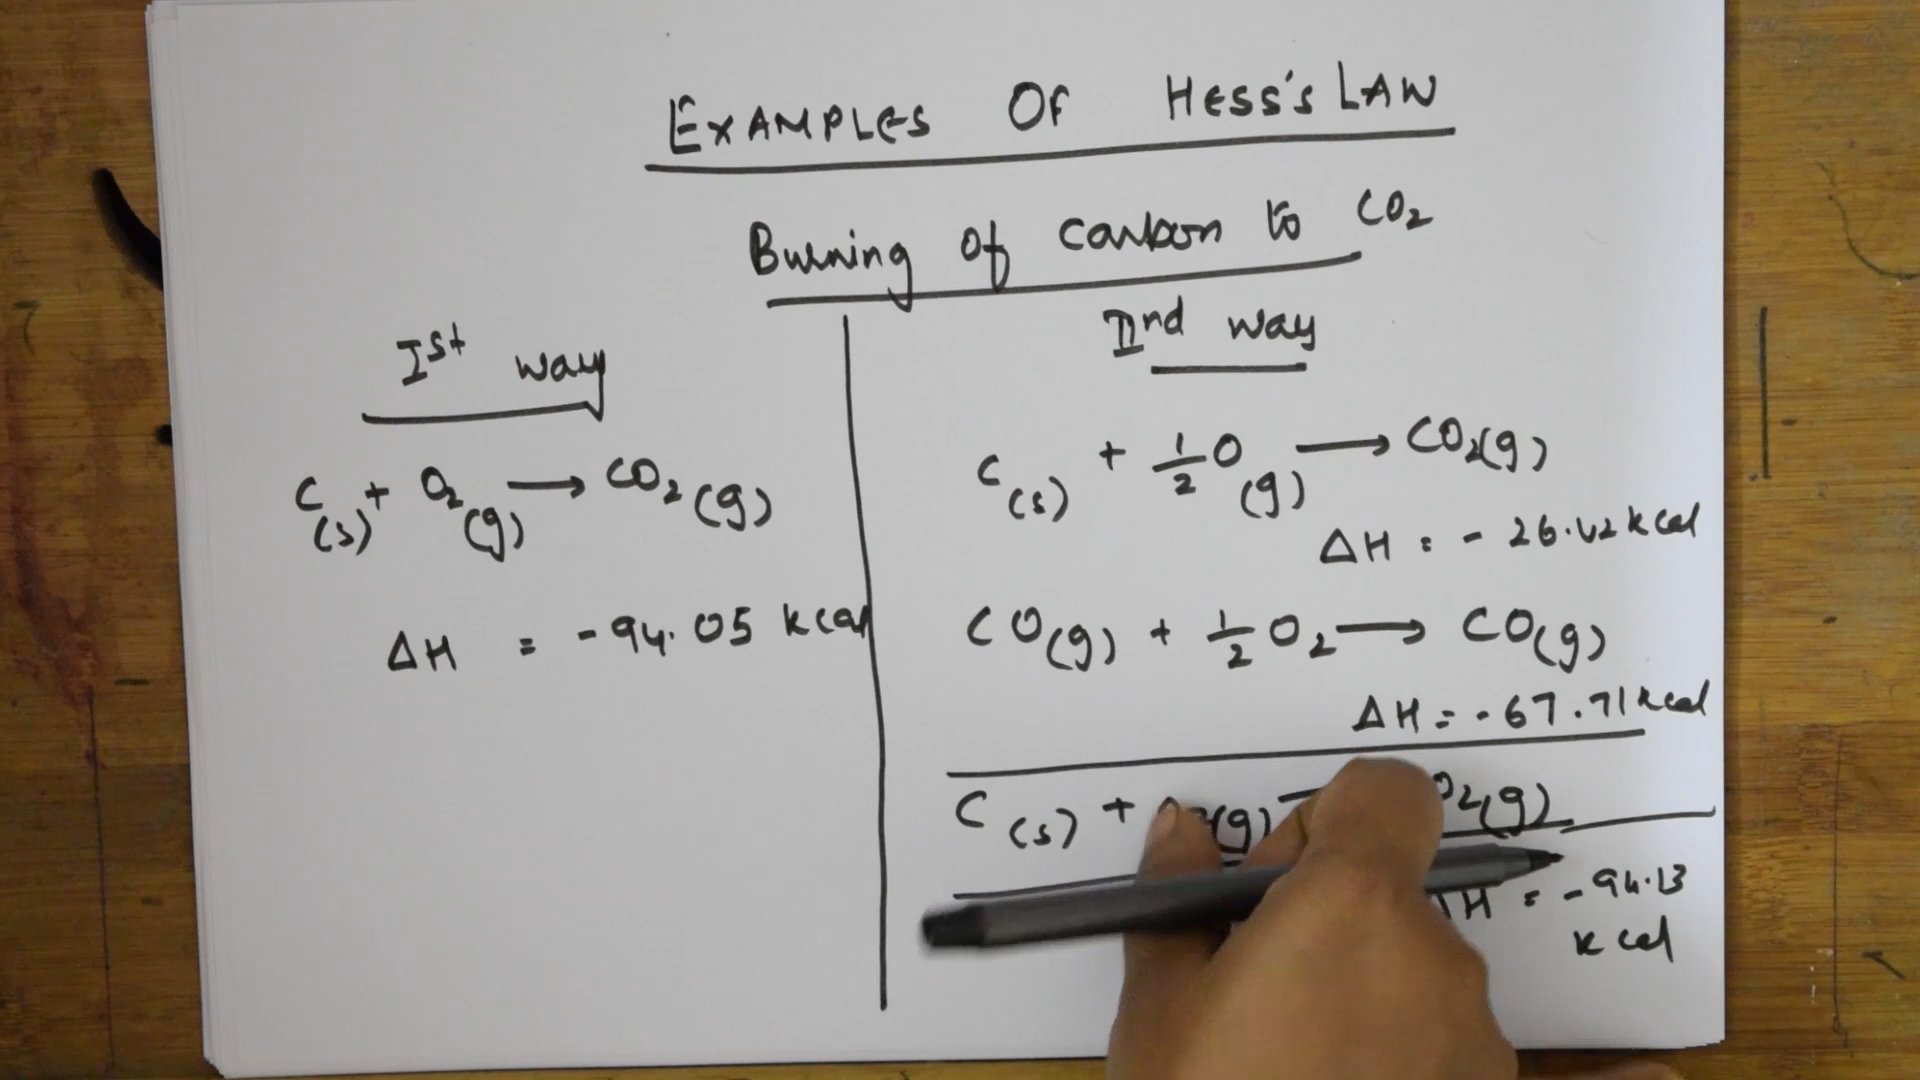 EXAMPLES OF HESS'S LAW
Burning of carbon to CO2
Ist way
C(s) + O2(g) → CO2(g)
ΔH = -94.05 kcal
IInd way
C(s) + 1/2 O(g) → CO2(g)
ΔH = -26.42 kcal
CO(g) + 1/2 O2 → CO(g)
ΔH = -67.71 kcal
C(s) + (g) O2(g)
ΔH = -94.13
kcal